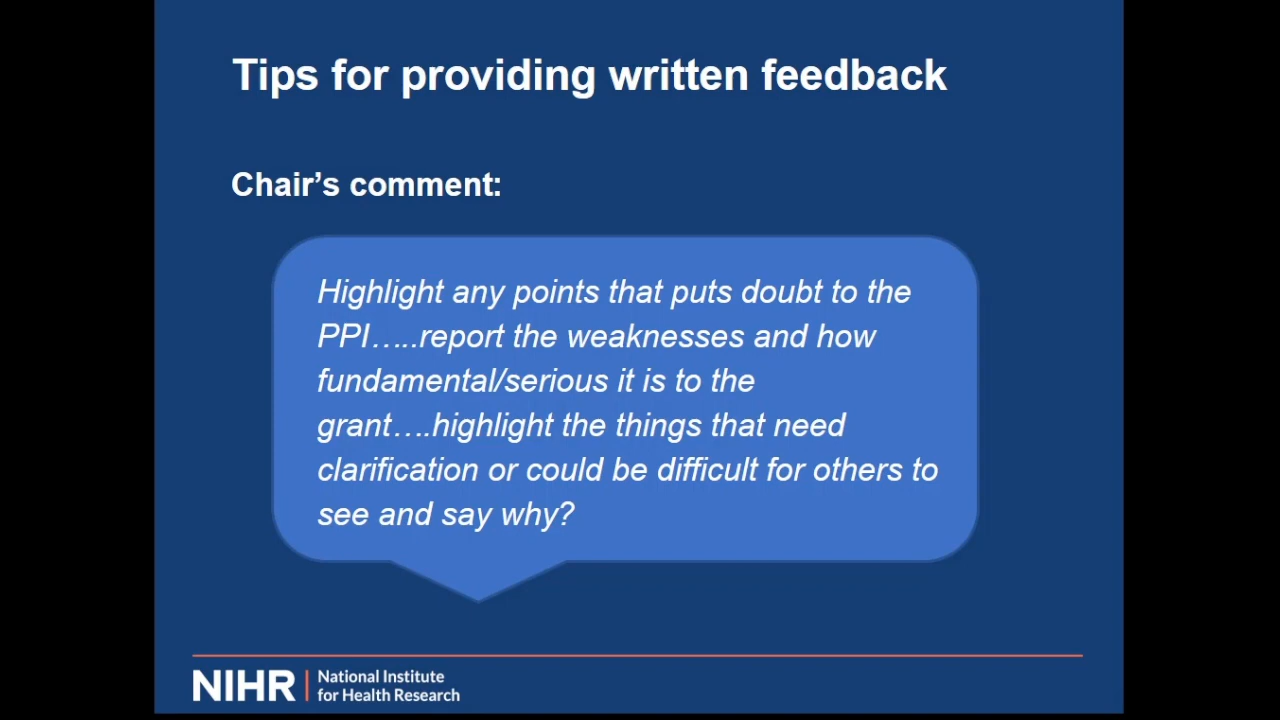 Tips for providing written feedback
Chair’s comment:
Highlight any points that puts doubt to the
PPI…..report the weaknesses and how
fundamental/serious it is to the
grant….highlight the things that need
clarification or could be difficult for others to
see and say why?
NIHR | National Institute
for Health Research